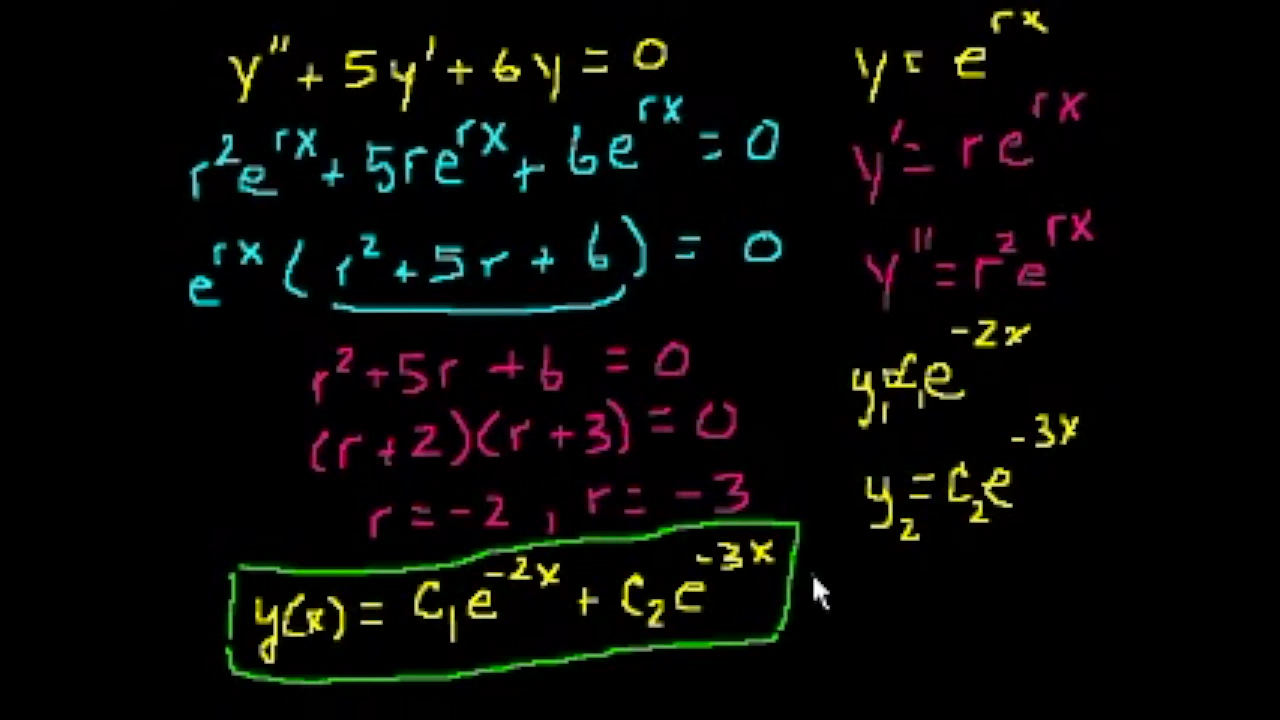 y'' + 5y' + 6y = 0
r²e^{rx} + 5re^{rx} + 6e^{rx} = 0
e^{rx}(r² + 5r + 6) = 0
r² + 5r + 6 = 0
(r + 2)(r + 3) = 0
r = -2, r = -3
y(x) = C₁e^{-2x} + C₂e^{-3x}
y = e^{rx}
y' = re^{rx}
y'' = r²e^{rx}
y₁ = C₁e^{-2x}
y₂ = C₂e^{-3x}